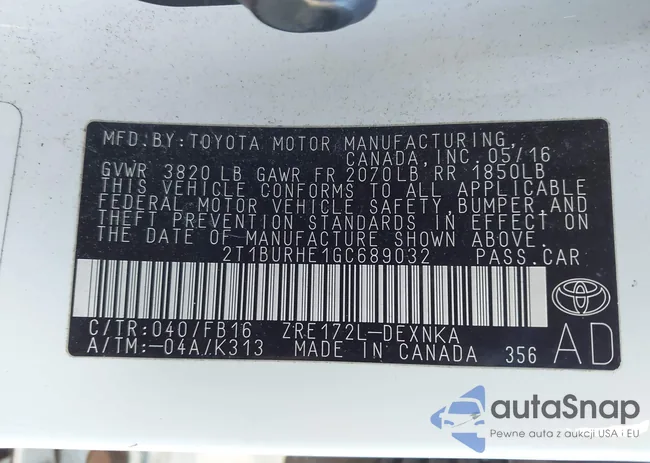 MFD. BY: TOYOTA MOTOR MANUFACTURING,
CANADA, INC. 05/16
GVWR 3820 LB GAWR FR 2070LB RR 1850LB
THIS VEHICLE CONFORMS TO ALL APPLICABLE
FEDERAL MOTOR VEHICLE SAFETY, BUMPER, AND
THEFT PREVENTION STANDARDS IN EFFECT ON
THE DATE OF MANUFACTURE SHOWN ABOVE.
2T1BURHE1GC689032 PASS.CAR
C/TR:040/FB16 ZRE172L-DEXNKA
A/TM:-04A/K313 MADE IN CANADA 356 AD
autaSnap
Pewne auta z aukcji USA i EU